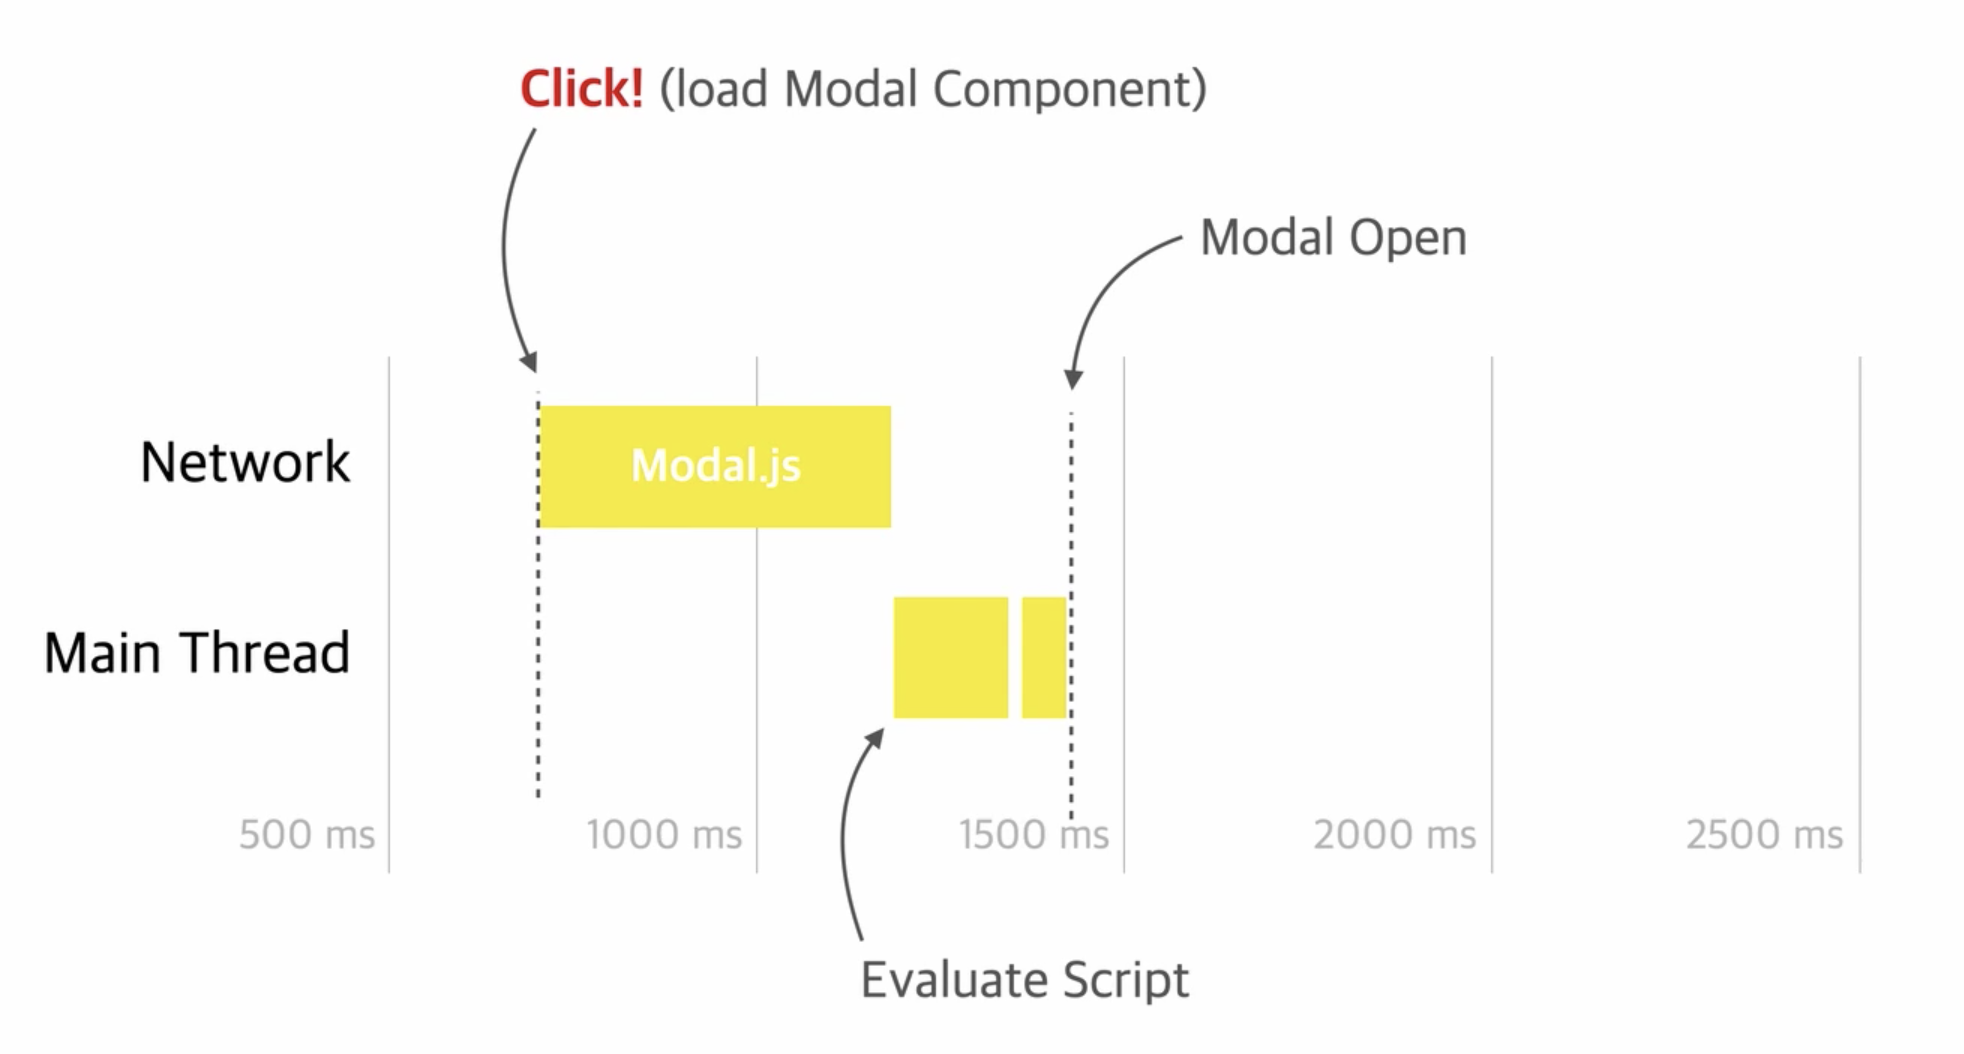 Click! (load Modal Component)
Modal Open
Network
Modal.js
Main Thread
500 ms
1000 ms
1500 ms
2000 ms
2500 ms
Evaluate Script